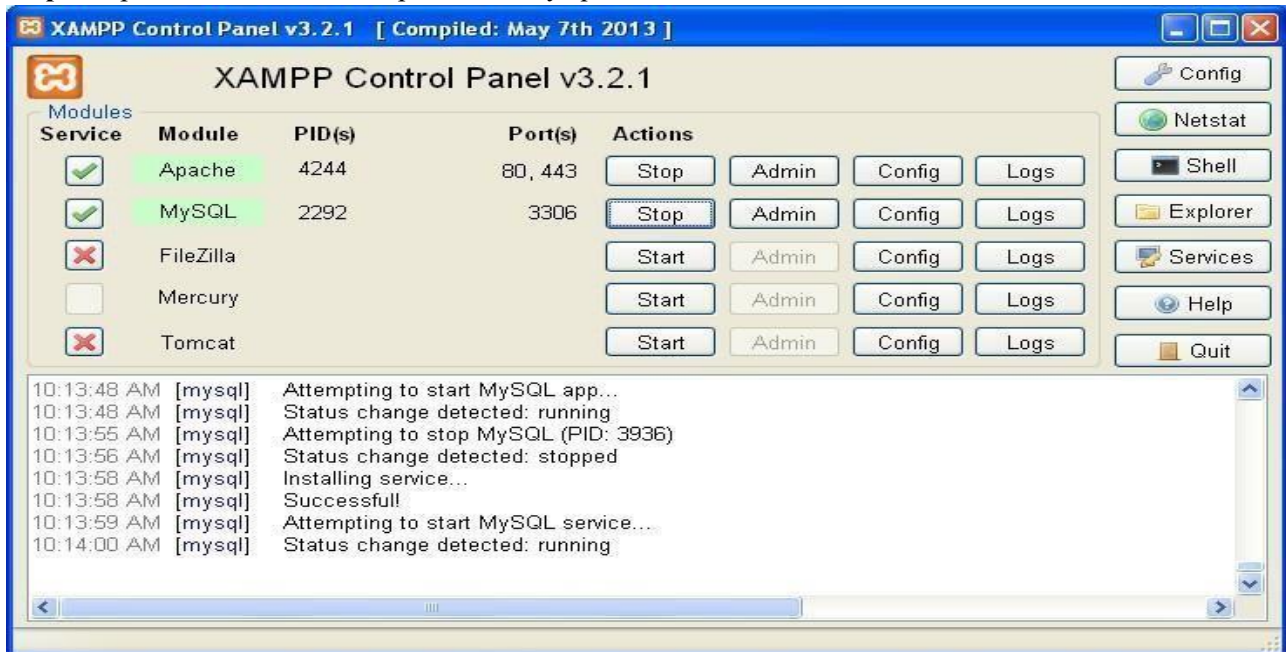 XAMPP Control Panel v3.2.1 [ Compiled: May 7th 2013 ]
XAMPP Control Panel v3.2.1
Config
Modules
Netstat
Service Module PID(s) Port(s) Actions
Apache 4244 80, 443 Stop Admin Config Logs
Shell
MySQL 2292 3306 Stop Admin Config Logs
Explorer
FileZilla Start Admin Config Logs
Services
Mercury Start Admin Config Logs
Help
Tomcat Start Admin Config Logs
Quit
10:13:48 AM [mysql] Attempting to start MySQL app...
10:13:48 AM [mysql] Status change detected: running
10:13:55 AM [mysql] Attempting to stop MySQL (PID: 3936)
10:13:56 AM [mysql] Status change detected: stopped
10:13:58 AM [mysql] Installing service...
10:13:58 AM [mysql] Successful!
10:13:59 AM [mysql] Attempting to start MySQL service...
10:14:00 AM [mysql] Status change detected: running